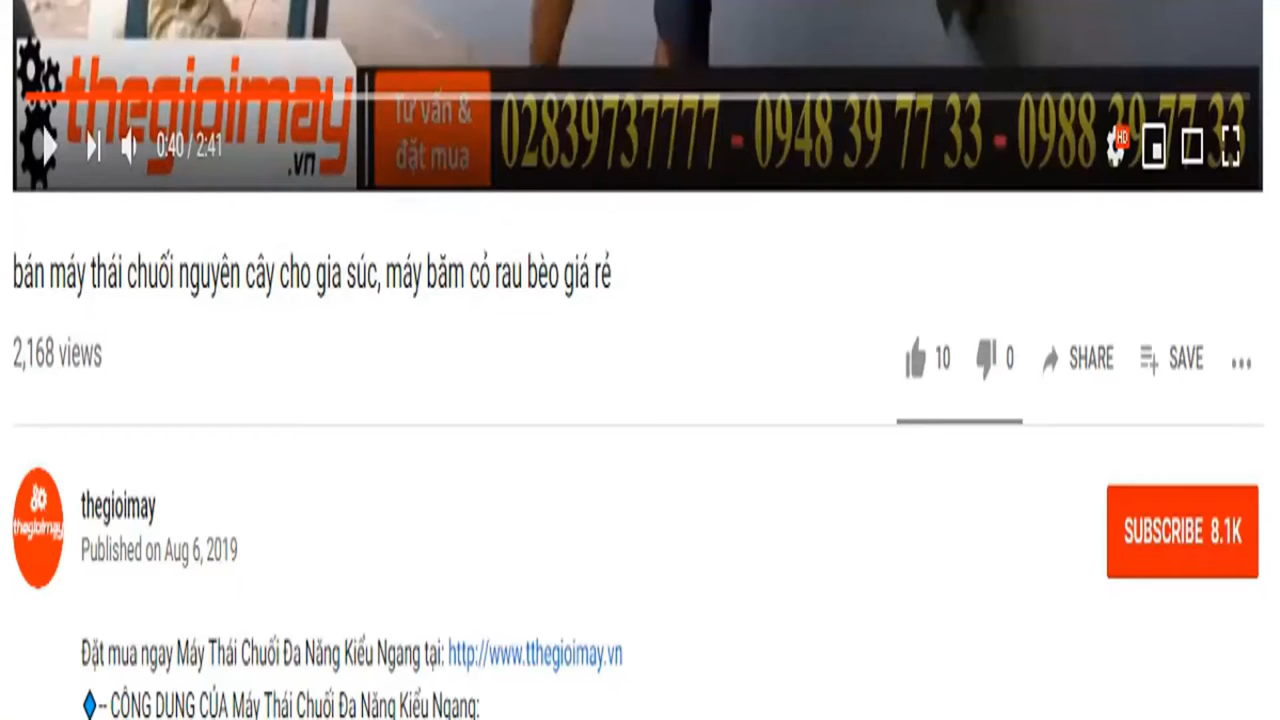 thegioimay
.vn
Tư vấn &
đặt mua
02839737777 - 0948 39 77 33 - 0988 39 77 33
0:40 / 2:41
HD
bán máy thái chuối nguyên cây cho gia súc, máy băm cỏ rau bèo giá rẻ
2,168 views
10 0 SHARE SAVE
thegioimay
thegioimay
Published on Aug 6, 2019
SUBSCRIBE 8.1K
Đặt mua ngay Máy Thái Chuối Đa Năng Kiểu Ngang tại: http://www.tthegioimay.vn
-- CÔNG DỤNG CỦA Máy Thái Chuối Đa Năng Kiểu Ngang: